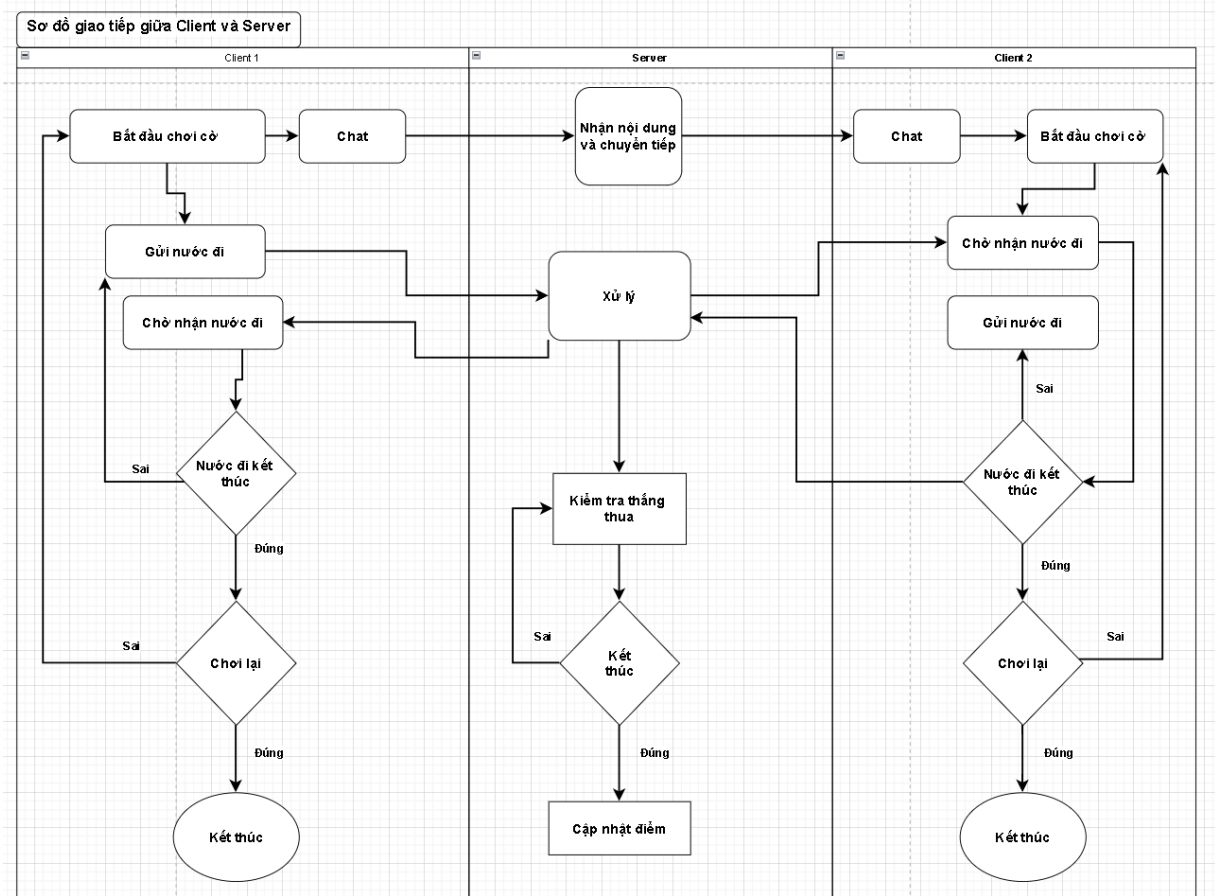 Sơ đồ giao tiếp giữa Client và Server
Client 1
Server
Client 2
Bắt đầu chơi cờ
Chat
Nhận nội dung
và chuyển tiếp
Chat
Bắt đầu chơi cờ
Gửi nước đi
Chờ nhận nước đi
Xử lý
Chờ nhận nước đi
Gửi nước đi
Sai
Nước đi kết
thúc
Sai
Nước đi kết
thúc
Kiểm tra thắng
thua
Đúng
Đúng
Sai
Chơi lại
Sai
Kết
thúc
Chơi lại
Sai
Đúng
Đúng
Đúng
Kết thúc
Cập nhật điểm
Kết thúc